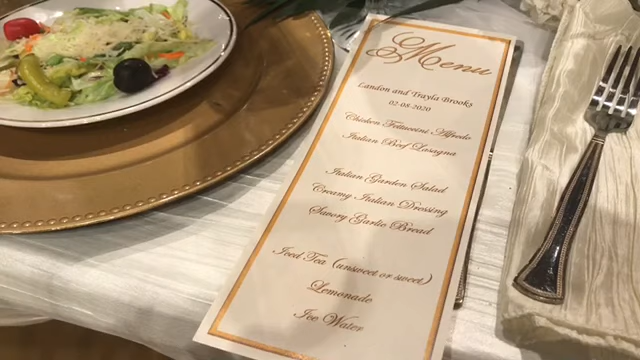 Menu
Landon and Trayla Brooks
02-08-2020
Chicken Fettuccini Alfredo
Italian Beef Lasagna
Italian Garden Salad
Creamy Italian Dressing
Savory Garlic Bread
Iced Tea (unsweet or sweet)
Lemonade
Ice Water